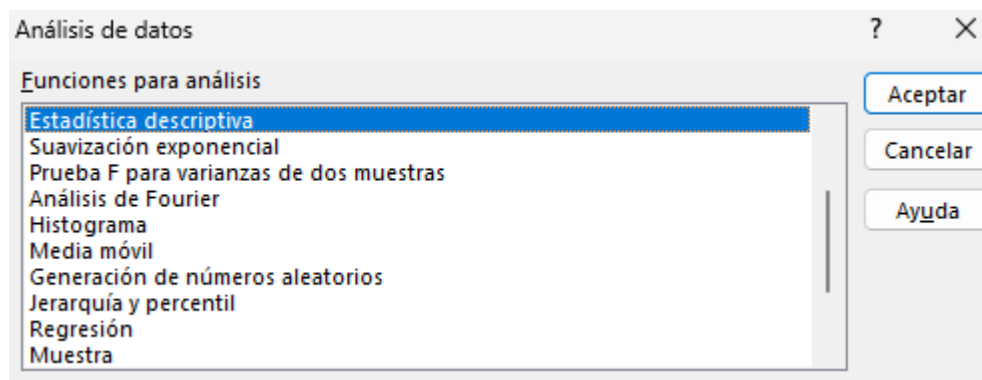 Análisis de datos ? ×
Funciones para análisis
Aceptar
Estadística descriptiva
Suavización exponencial
Cancelar
Prueba F para varianzas de dos muestras
Análisis de Fourier
Ayuda
Histograma
Media móvil
Generación de números aleatorios
Jerarquía y percentil
Regresión
Muestra